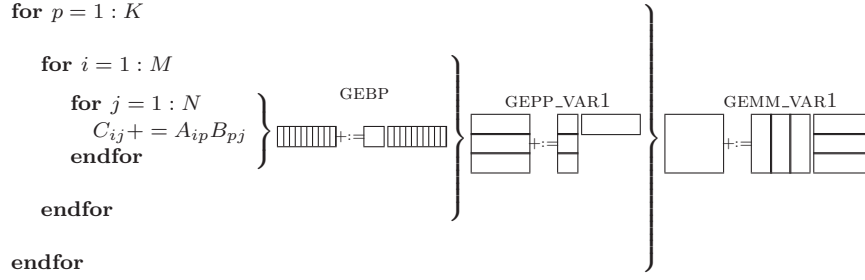 for p = 1 : K
for i = 1 : M
for j = 1 : N
C_{ij} + = A_{ip}B_{pj}
endfor
endfor
endfor
GEBP
+:=
GEPP_VAR1
+:=
GEMM_VAR1
+:=